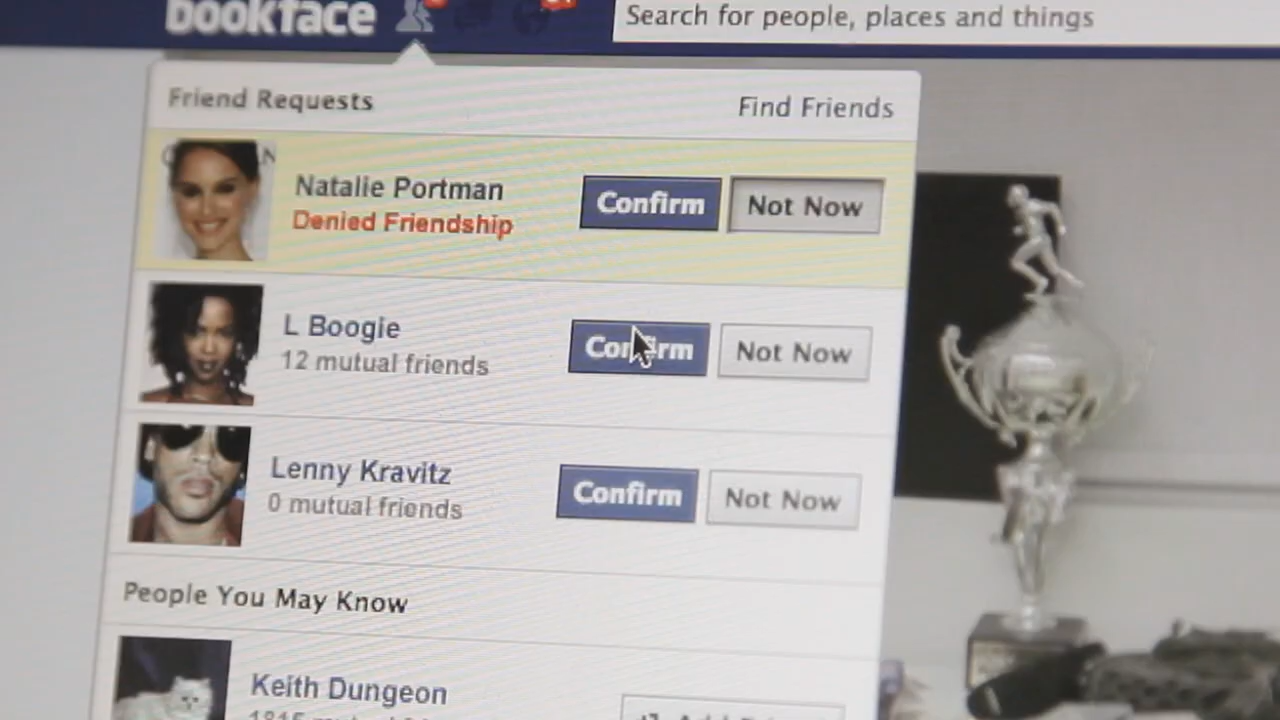 bookface
Search for people, places and things
Friend Requests
Find Friends
Natalie Portman
Denied Friendship
Confirm
Not Now
L Boogie
12 mutual friends
Confirm
Not Now
Lenny Kravitz
0 mutual friends
Confirm
Not Now
People You May Know
Keith Dungeon